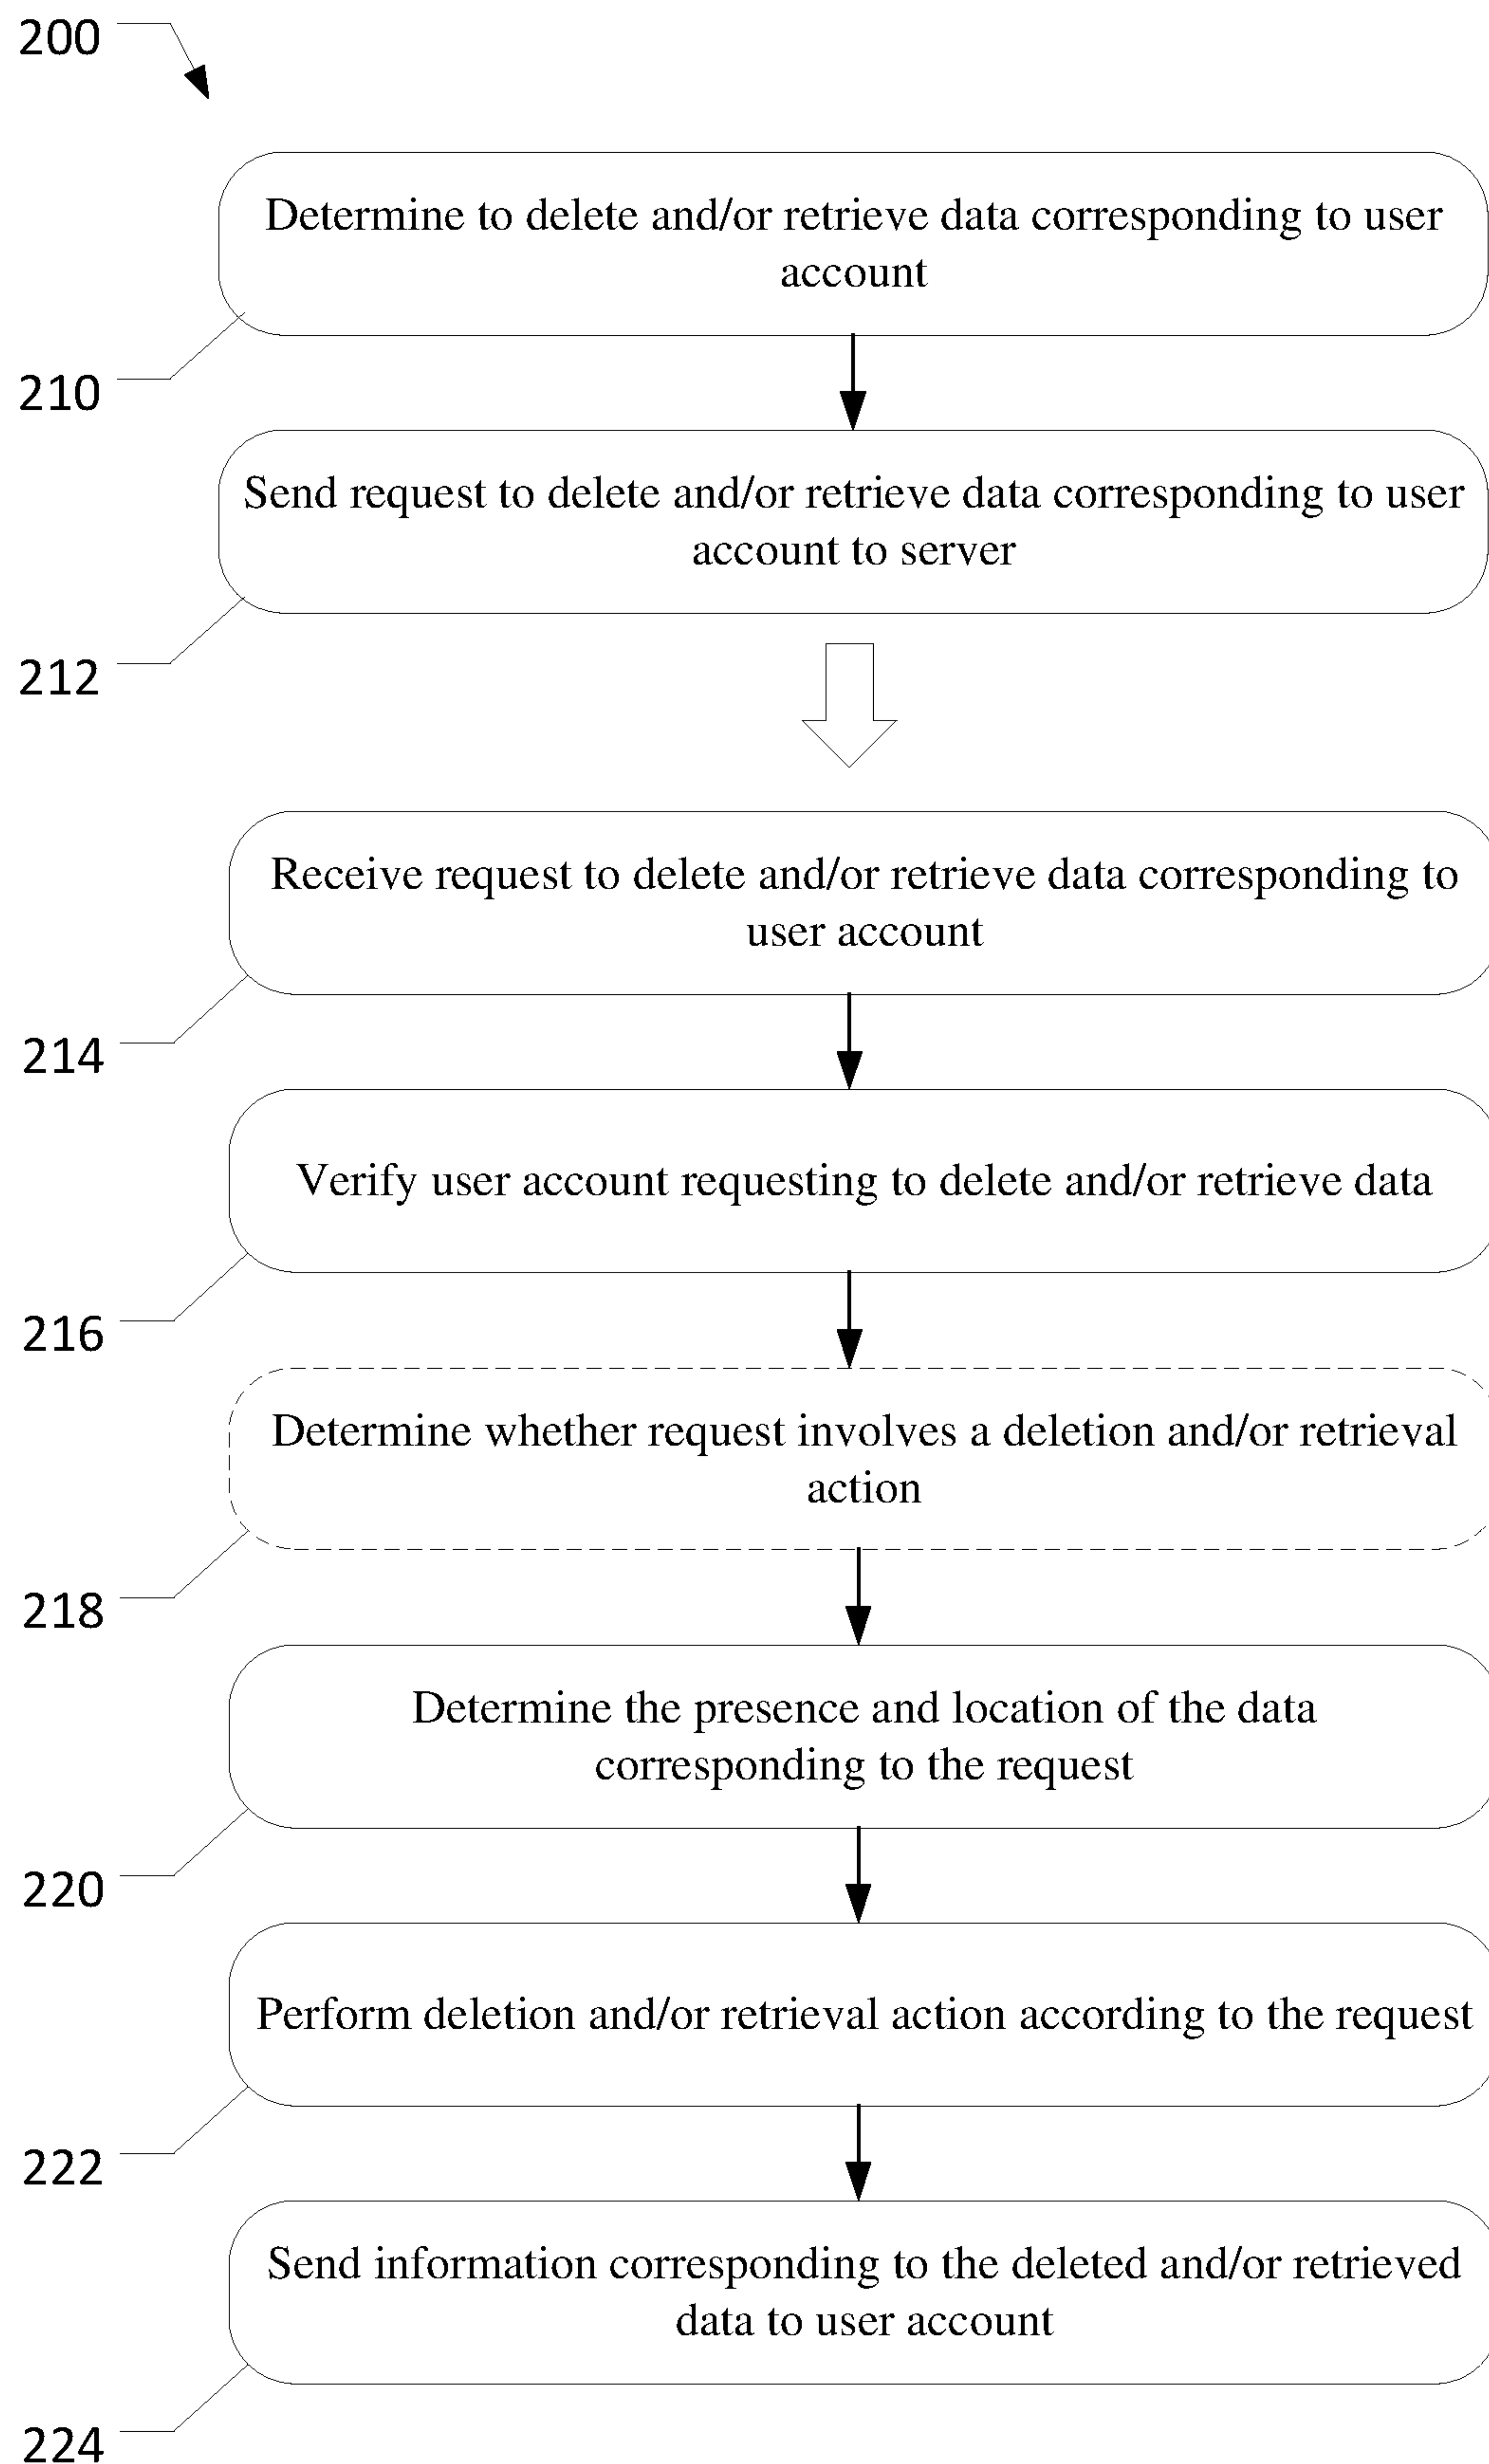 200
Determine to delete and/or retrieve data corresponding to user
account
210
Send request to delete and/or retrieve data corresponding to user
account to server
212
Receive request to delete and/or retrieve data corresponding to
user account
214
Verify user account requesting to delete and/or retrieve data
216
Determine whether request involves a deletion and/or retrieval
action
218
Determine the presence and location of the data
corresponding to the request
220
Perform deletion and/or retrieval action according to the request
222
Send information corresponding to the deleted and/or retrieved
data to user account
224